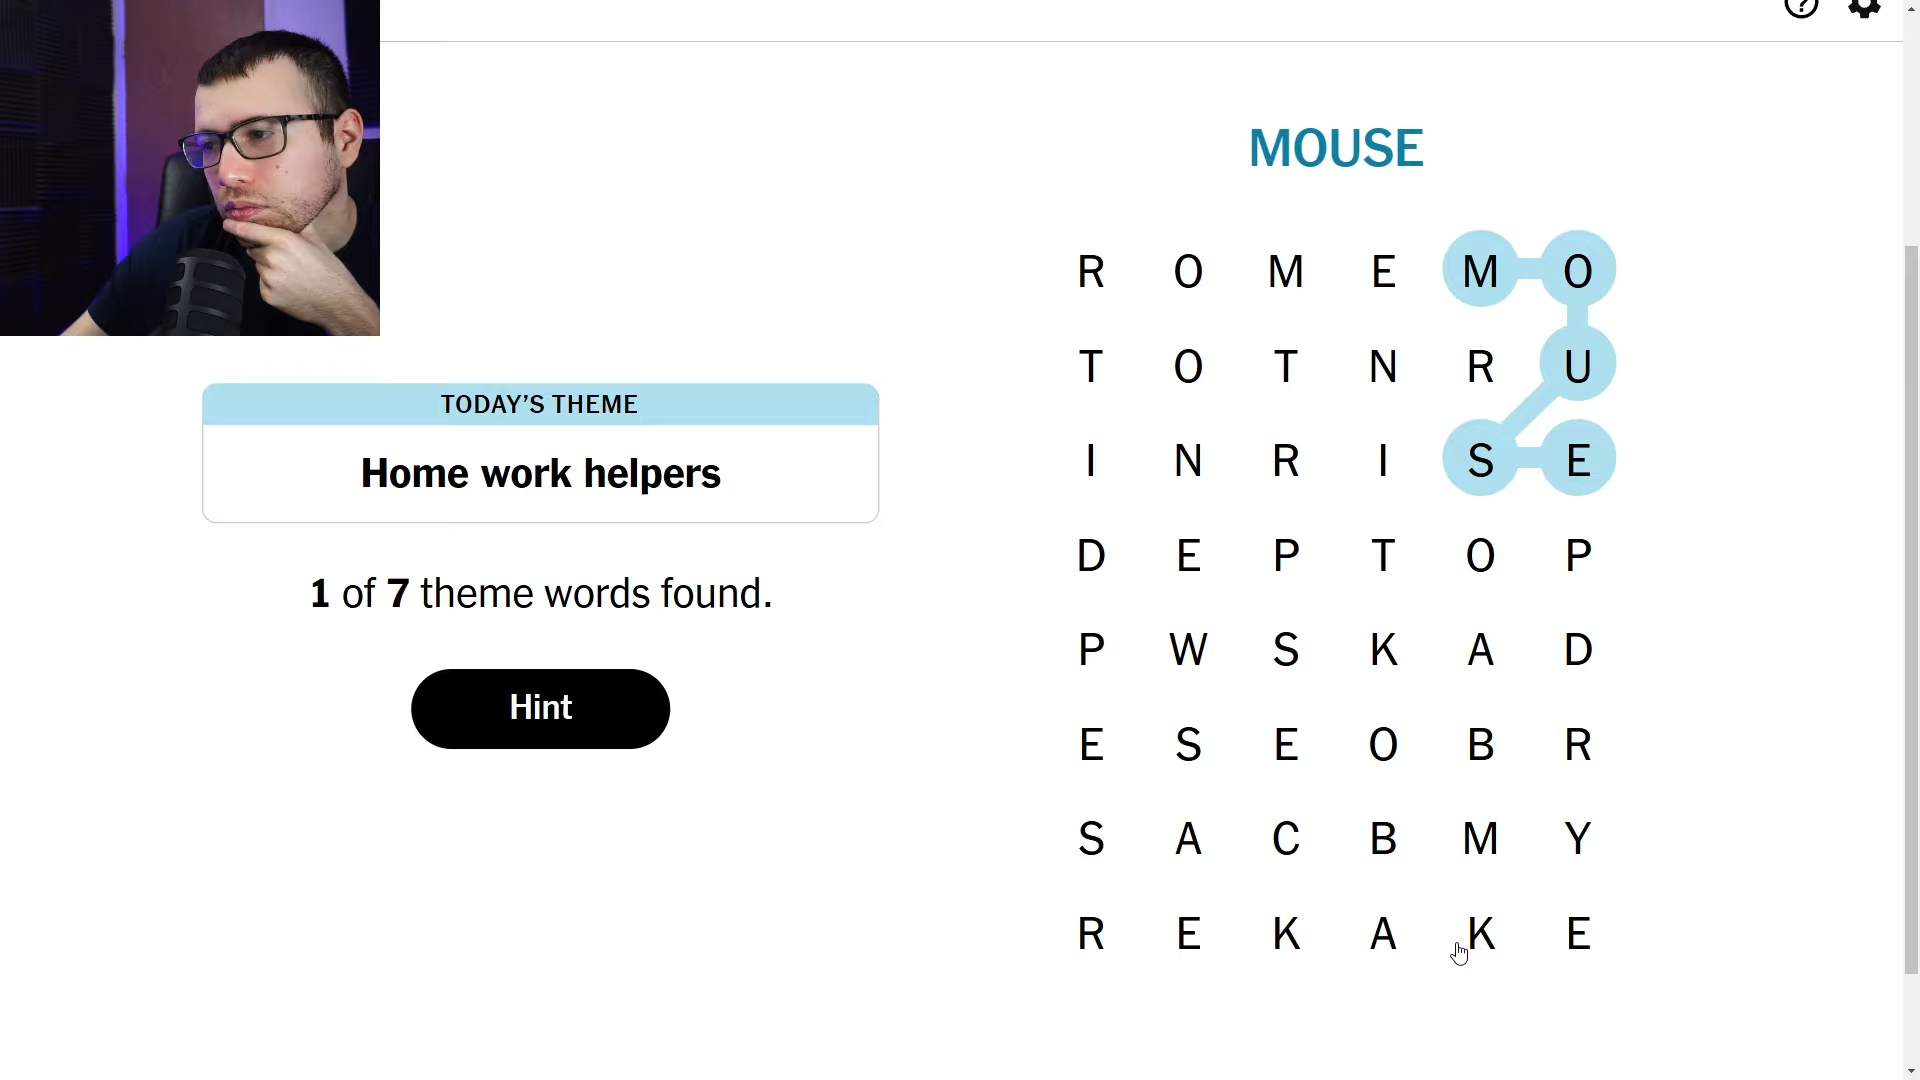 ?
MOUSE
R O M E M O
T O T N R U
TODAY'S THEME
Home work helpers
I N R I S E
1 of 7 theme words found.
D E P T O P
P W S K A D
Hint
E S E O B R
S A C B M Y
R E K A K E